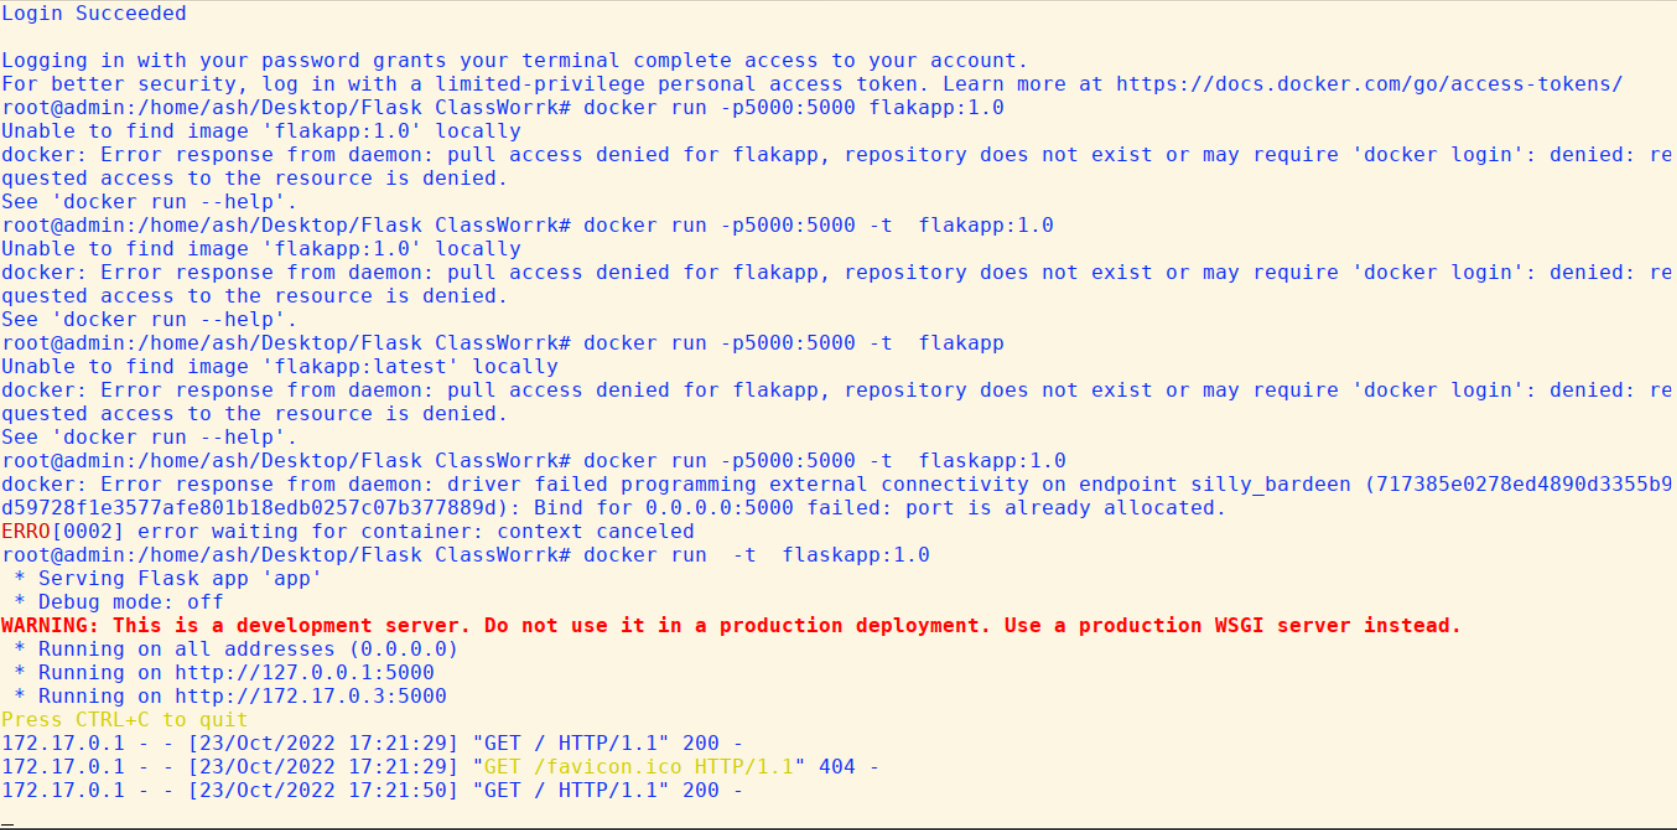 Login Succeeded
Logging in with your password grants your terminal complete access to your account.
For better security, log in with a limited-privilege personal access token. Learn more at https://docs.docker.com/go/access-tokens/
root@admin:/home/ash/Desktop/Flask ClassWorrk# docker run -p5000:5000 flakapp:1.0
Unable to find image 'flakapp:1.0' locally
docker: Error response from daemon: pull access denied for flakapp, repository does not exist or may require 'docker login': denied: re
quested access to the resource is denied.
See 'docker run --help'.
root@admin:/home/ash/Desktop/Flask ClassWorrk# docker run -p5000:5000 -t  flakapp:1.0
Unable to find image 'flakapp:1.0' locally
docker: Error response from daemon: pull access denied for flakapp, repository does not exist or may require 'docker login': denied: re
quested access to the resource is denied.
See 'docker run --help'.
root@admin:/home/ash/Desktop/Flask ClassWorrk# docker run -p5000:5000 -t  flakapp
Unable to find image 'flakapp:latest' locally
docker: Error response from daemon: pull access denied for flakapp, repository does not exist or may require 'docker login': denied: re
quested access to the resource is denied.
See 'docker run --help'.
root@admin:/home/ash/Desktop/Flask ClassWorrk# docker run -p5000:5000 -t  flaskapp:1.0
docker: Error response from daemon: driver failed programming external connectivity on endpoint silly_bardeen (717385e0278ed4890d3355b9
d59728f1e3577afe801b18edb0257c07b377889d): Bind for 0.0.0.0:5000 failed: port is already allocated.
ERRO[0002] error waiting for container: context canceled
root@admin:/home/ash/Desktop/Flask ClassWorrk# docker run  -t  flaskapp:1.0
 * Serving Flask app 'app'
 * Debug mode: off
WARNING: This is a development server. Do not use it in a production deployment. Use a production WSGI server instead.
 * Running on all addresses (0.0.0.0)
 * Running on http://127.0.0.1:5000
 * Running on http://172.17.0.3:5000
Press CTRL+C to quit
172.17.0.1 - - [23/Oct/2022 17:21:29] "GET / HTTP/1.1" 200 -
172.17.0.1 - - [23/Oct/2022 17:21:29] "GET /favicon.ico HTTP/1.1" 404 -
172.17.0.1 - - [23/Oct/2022 17:21:50] "GET / HTTP/1.1" 200 -